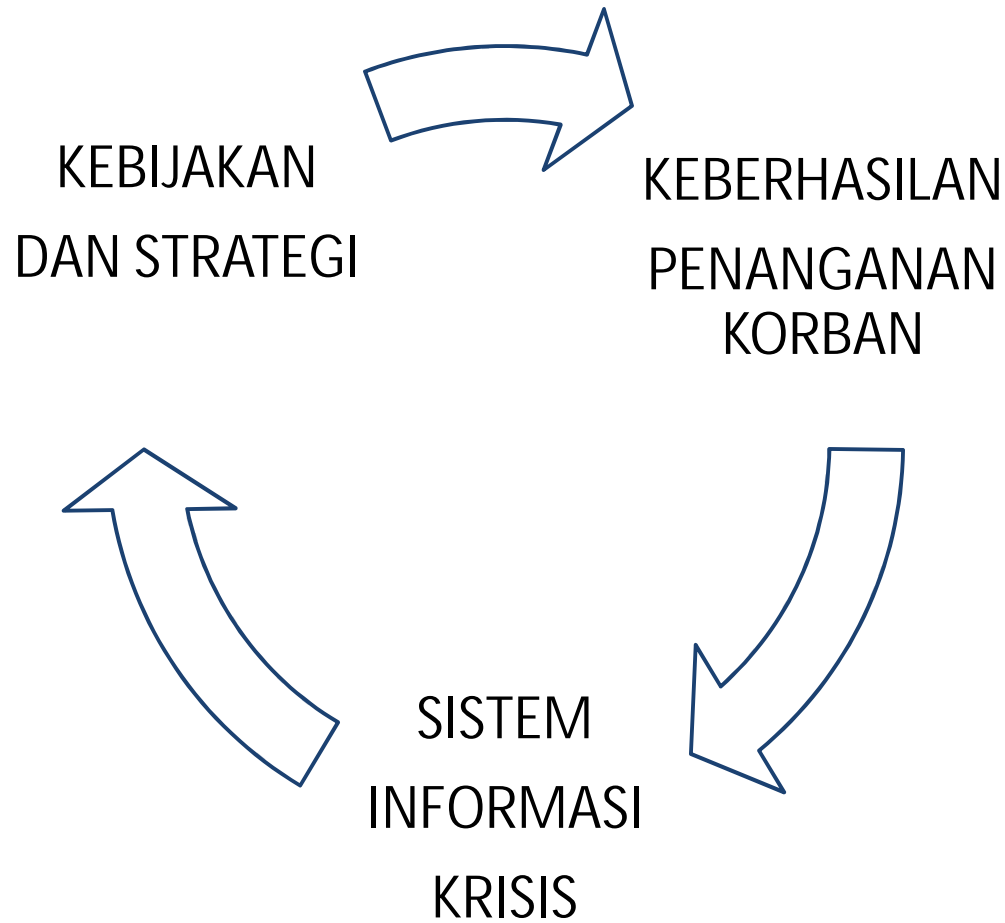 KEBIJAKAN
DAN STRATEGI
KEBERHASILAN
PENANGANAN
KORBAN
SISTEM
INFORMASI
KRISIS